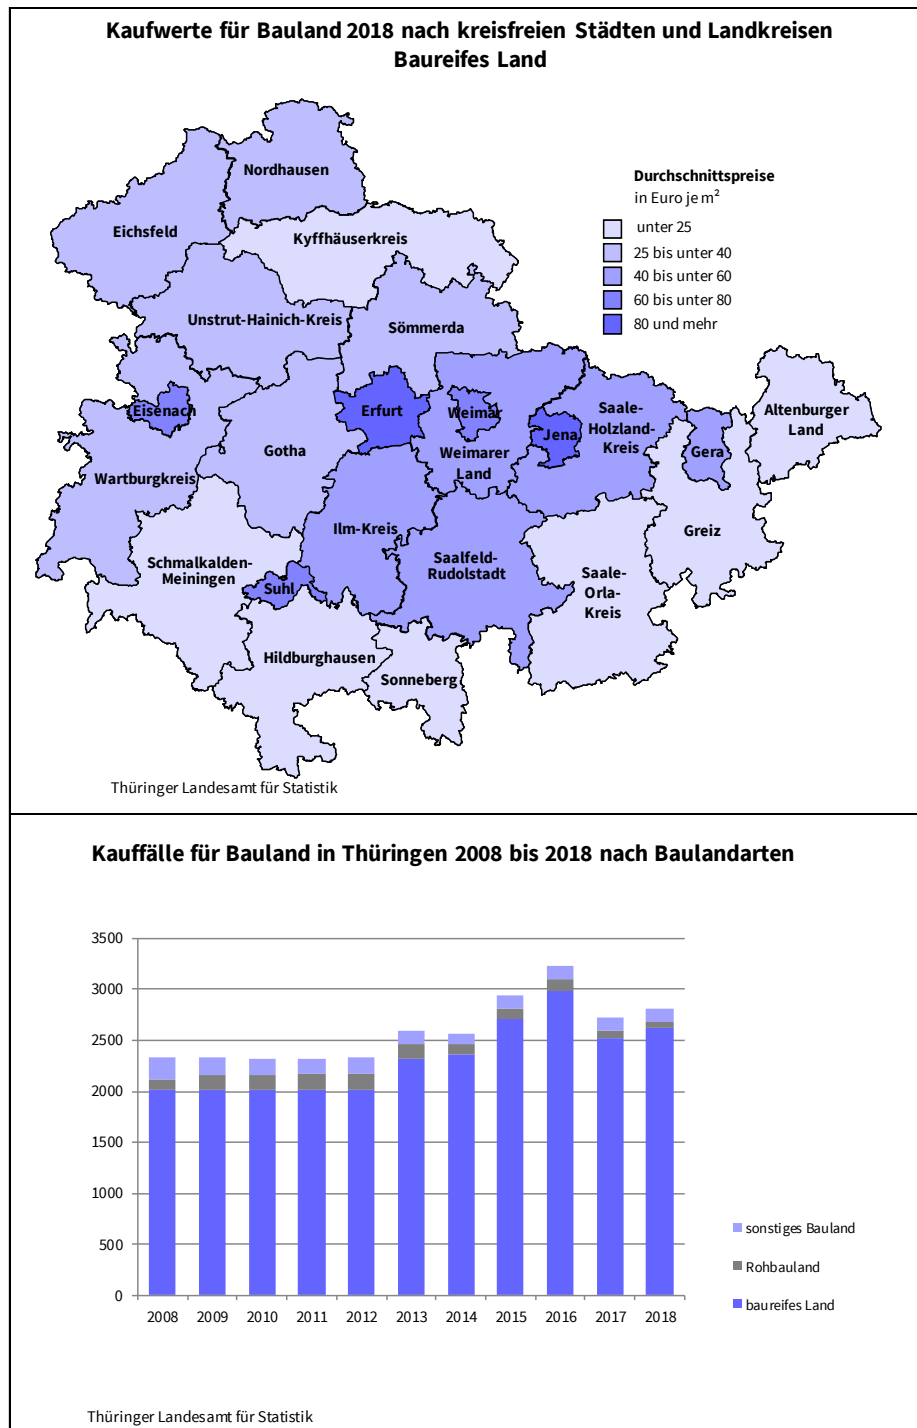 Kaufwerte für Bauland 2018 nach kreisfreien Städten und Landkreisen
Baureifes Land
Durchschnittspreise
in Euro je m²
unter 25
25 bis unter 40
40 bis unter 60
60 bis unter 80
80 und mehr
Nordhausen
Eichsfeld
Kyffhäuserkreis
Unstrut-Hainich-Kreis
Sömmerda
Eisenach
Erfurt
Weimar
Jena
Saale-
Holzland-
Kreis
Altenburger
Land
Gera
Gotha
Weimarer
Land
Wartburgkreis
Ilm-Kreis
Greiz
Schmalkalden-
Meiningen
Saalfeld-
Rudolstadt
Suhl
Saale-
Orla-
Kreis
Hildburghausen
Sonneberg
Thüringer Landesamt für Statistik
Kauffälle für Bauland in Thüringen 2008 bis 2018 nach Baulandarten
3500
3000
2500
2000
1500
1000
500
0
2008 2009 2010 2011 2012 2013 2014 2015 2016 2017 2018
sonstiges Bauland
Rohbauland
baureifes Land
Thüringer Landesamt für Statistik